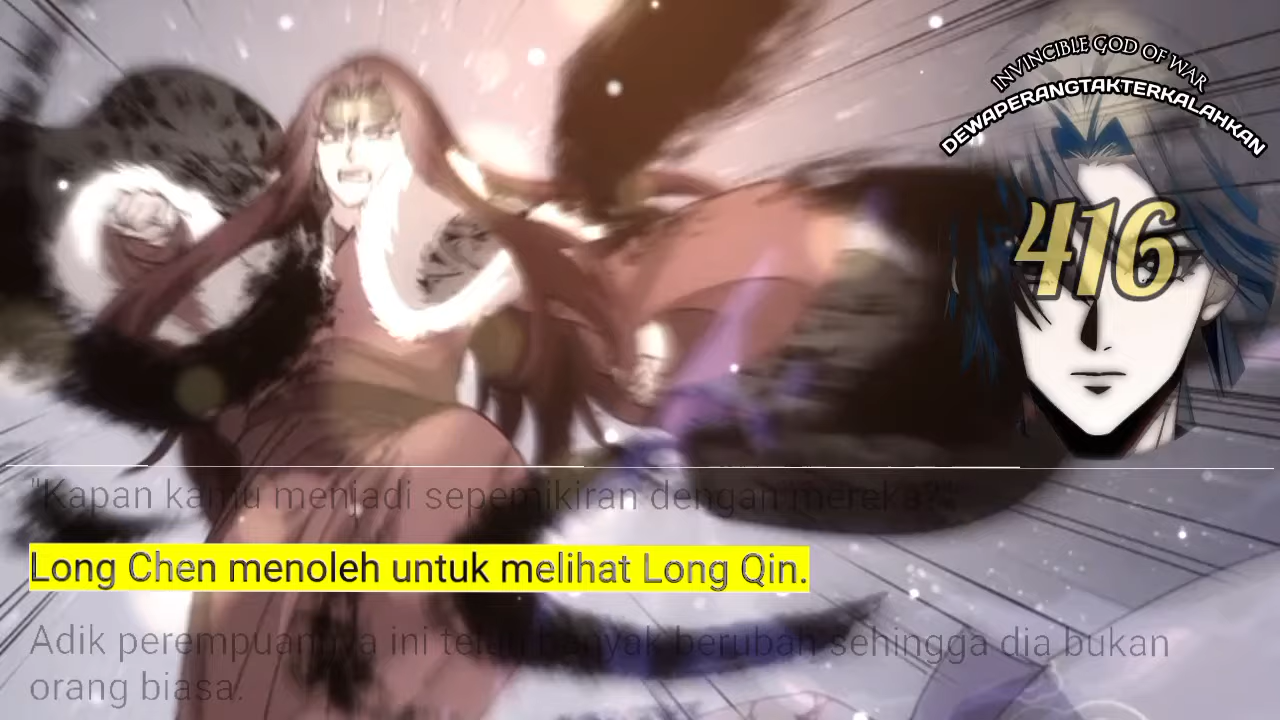 INVINCIBLE GOD OF WAR
DEWAPERANGTAKTERKALAHKAN
416
"Kapan kamu menjadi sepemikiran dengan mereka?"
Long Chen menoleh untuk melihat Long Qin.
Adik perempuannya ini telah banyak berubah sehingga dia bukan
orang biasa.